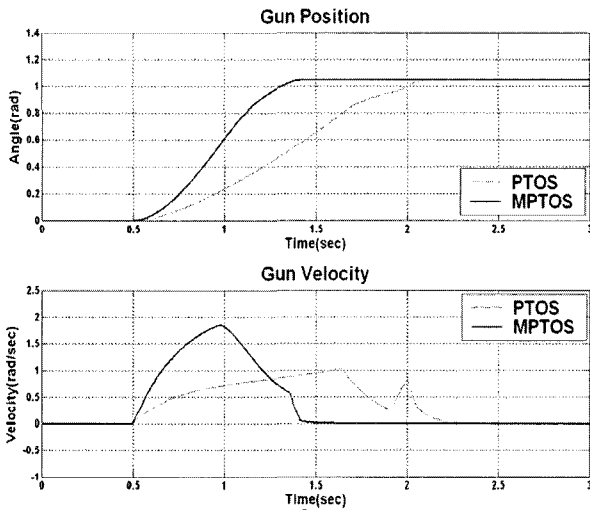 Gun Position
1.4
1.2
1
0.8
0.6
0.4
0.2
0
Angle(rad)
PTOS
MPTOS
0 0.5 1 1.5 2 2.5 3
Time(sec)
Gun Velocity
2.5
2
1.5
1
0.5
0
-0.5
-1
Velocity(rad/sec)
PTOS
MPTOS
0 0.5 1 1.5 2 2.5 3
Time(sec)